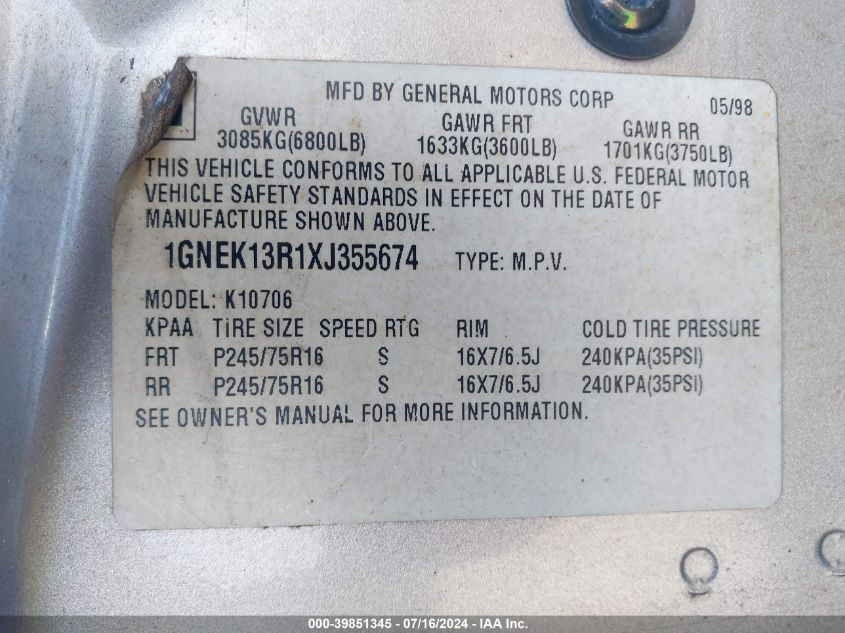 MFD BY GENERAL MOTORS CORP 05/98
GVWR GAWR FRT GAWR RR
3085KG(6800LB) 1633KG(3600LB) 1701KG(3750LB)
THIS VEHICLE CONFORMS TO ALL APPLICABLE U.S. FEDERAL MOTOR
VEHICLE SAFETY STANDARDS IN EFFECT ON THE DATE OF
MANUFACTURE SHOWN ABOVE.
1GNEK13R1XJ355674 TYPE: M.P.V.
MODEL: K10706
KPAA TIRE SIZE SPEED RTG RIM COLD TIRE PRESSURE
FRT P245/75R16 S 16X7/6.5J 240KPA(35PSI)
RR P245/75R16 S 16X7/6.5J 240KPA(35PSI)
SEE OWNER'S MANUAL FOR MORE INFORMATION.
000-39851345 - 07/16/2024 - IAA Inc.